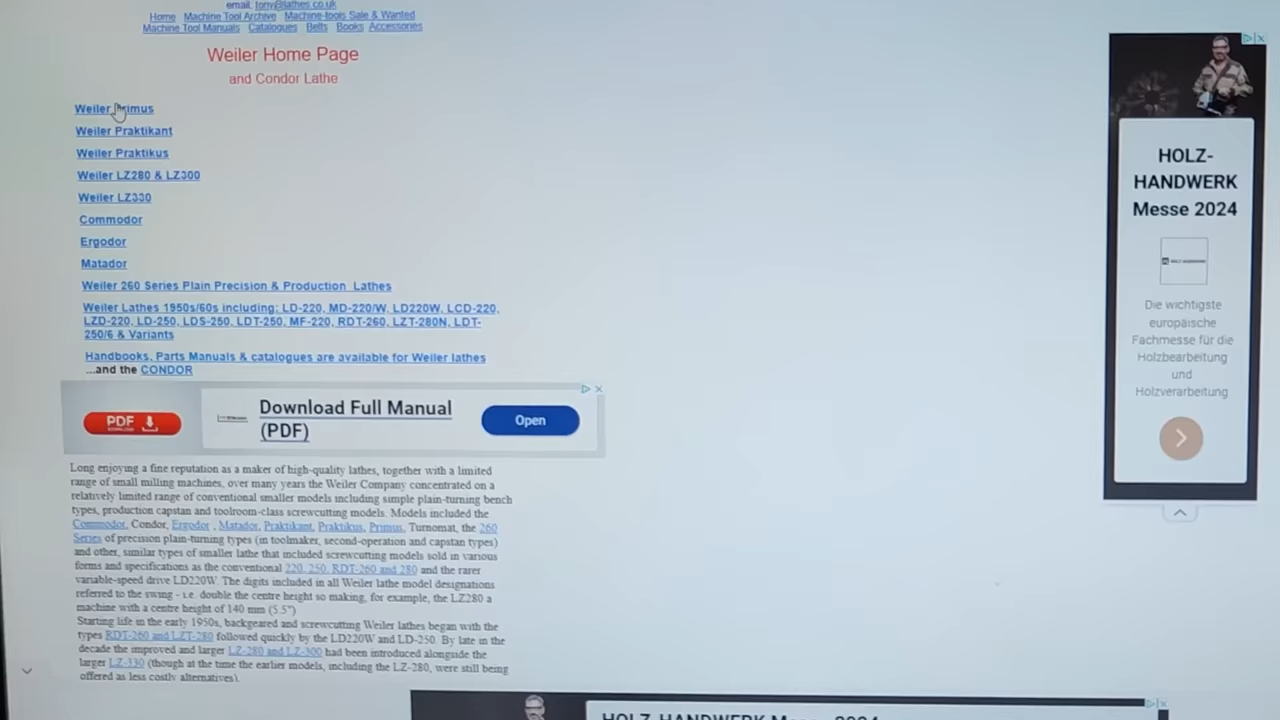 email: tony@lathes.co.uk
Home Machine Tool Archive Machine-tools Sale & Wanted
Machine Tool Manuals Catalogues Belts Books Accessories
Weiler Home Page
and Condor Lathe
Weiler Primus
Weiler Praktikant
Weiler Praktikus
Weiler LZ280 & LZ300
Weiler LZ330
Commodor
Ergodor
Matador
Weiler 260 Series Plain Precision & Production Lathes
Weiler Lathes 1950s/60s including: LD-220, MD-220/W, LD220W, LCD-220,
LZD-220, LD-250, LDS-250, LDT-250, MF-220, RDT-260, LZT-280N, LDT-
250/6 & Variants
Handbooks, Parts Manuals & catalogues are available for Weiler lathes
...and the CONDOR
PDF
Download Full Manual
(PDF)
Open
Long enjoying a fine reputation as a maker of high-quality lathes, together with a limited
range of small milling machines, over many years the Weiler Company concentrated on a
relatively limited range of conventional smaller models including simple plain-turning bench
types, production capstan and toolroom-class screwcutting models. Models included the
Commodor, Condor, Ergodor , Matador, Praktikant, Praktikus, Primus, Turnomat, the 260
Series of precision plain-turning types (in toolmaker, second-operation and capstan types)
and other, similar types of smaller lathe that included screwcutting models sold in various
forms and specifications as the conventional 220, 250, RDT-260 and 280 and the rarer
variable-speed drive LD220W. The digits included in all Weiler lathe model designations
referred to the swing - i.e. double the centre height so making, for example, the LZ280 a
machine with a centre height of 140 mm (5.5")
Starting life in the early 1950s, backgeared and screwcutting Weiler lathes began with the
types RDT-260 and LZT-280 followed quickly by the LD220W and LD-250. By late in the
decade the improved and larger LZ-280 and LZ-300 had been introduced alongside the
larger LZ-330 (though at the time the earlier models, including the LZ-280, were still being
offered as less costly alternatives).
HOLZ-
HANDWERK
Messe 2024
Die wichtigste
europäische
Fachmesse für die
Holzbearbeitung
und
Holzverarbeitung
HOLZ-HANDWERK Messe 2024